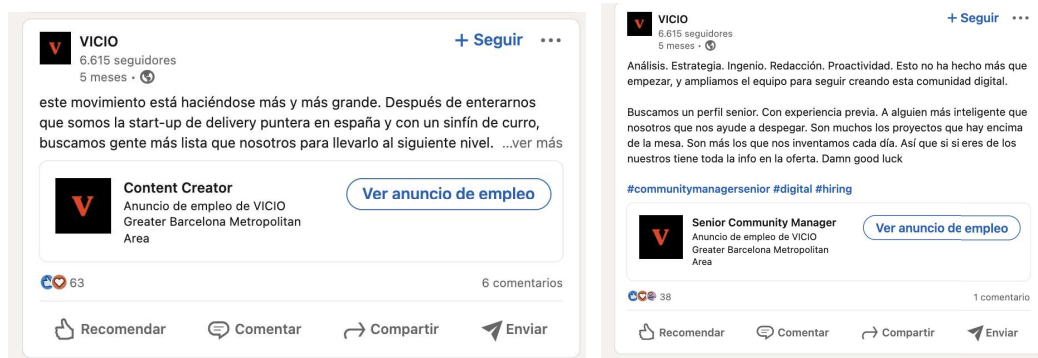 V
VICIO
+ Seguir ...
6.615 seguidores
5 meses •
este movimiento está haciéndose más y más grande. Después de enterarnos
que somos la start-up de delivery puntera en españa y con un sinfín de curro,
buscamos gente más lista que nosotros para llevarlo al siguiente nivel. ...ver más
V
Content Creator
Anuncio de empleo de VICIO
Greater Barcelona Metropolitan
Area
Ver anuncio de empleo
63
6 comentarios
Recomendar Comentar Compartir Enviar
V
VICIO
+ Seguir ...
6.615 seguidores
5 meses •
Análisis. Estrategia. Ingenio. Redacción. Proactividad. Esto no ha hecho más que
empezar, y ampliamos el equipo para seguir creando esta comunidad digital.
Buscamos un perfil senior. Con experiencia previa. A alguien más inteligente que
nosotros que nos ayude a despegar. Son muchos los proyectos que hay encima
de la mesa. Son más los que nos inventamos cada día. Así que si si eres de los
nuestros tiene toda la info en la oferta. Damn good luck
#communitymanagersenior #digital #hiring
V
Senior Community Manager
Anuncio de empleo de VICIO
Greater Barcelona Metropolitan
Area
Ver anuncio de empleo
38
1 comentario
Recomendar Comentar Compartir Enviar